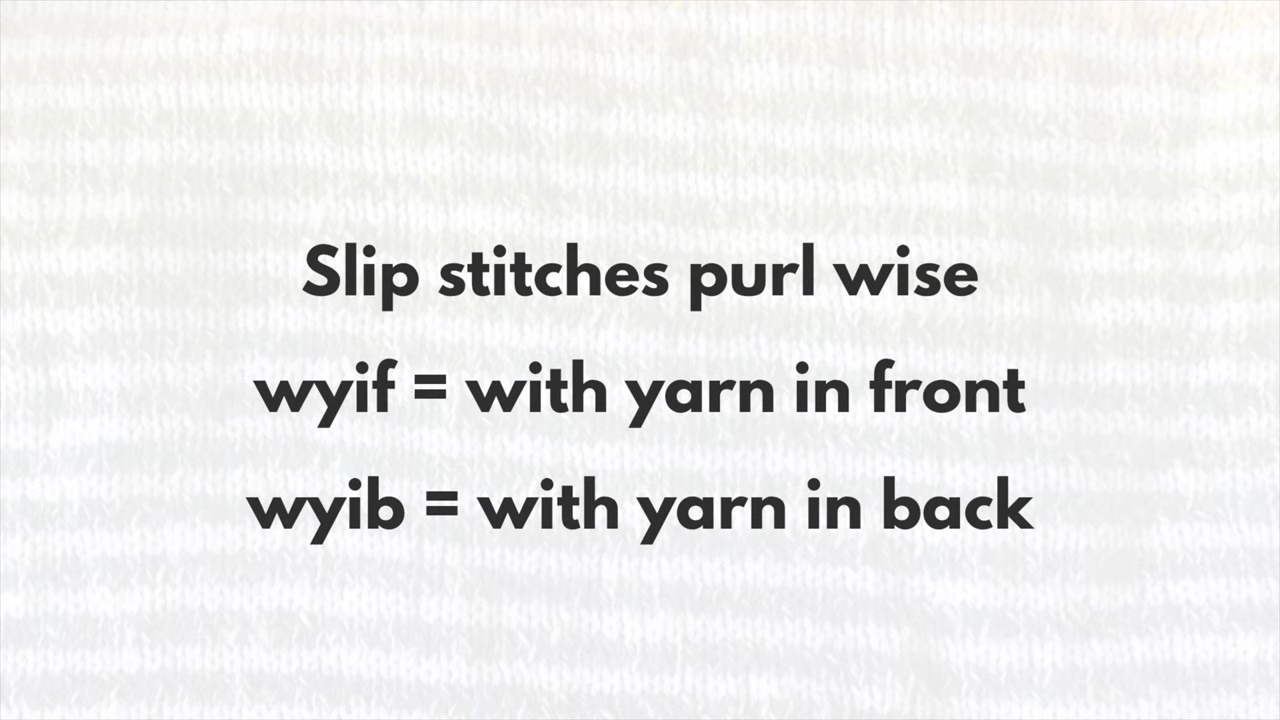 Slip stitches purl wise
wyif = with yarn in front
wyib = with yarn in back